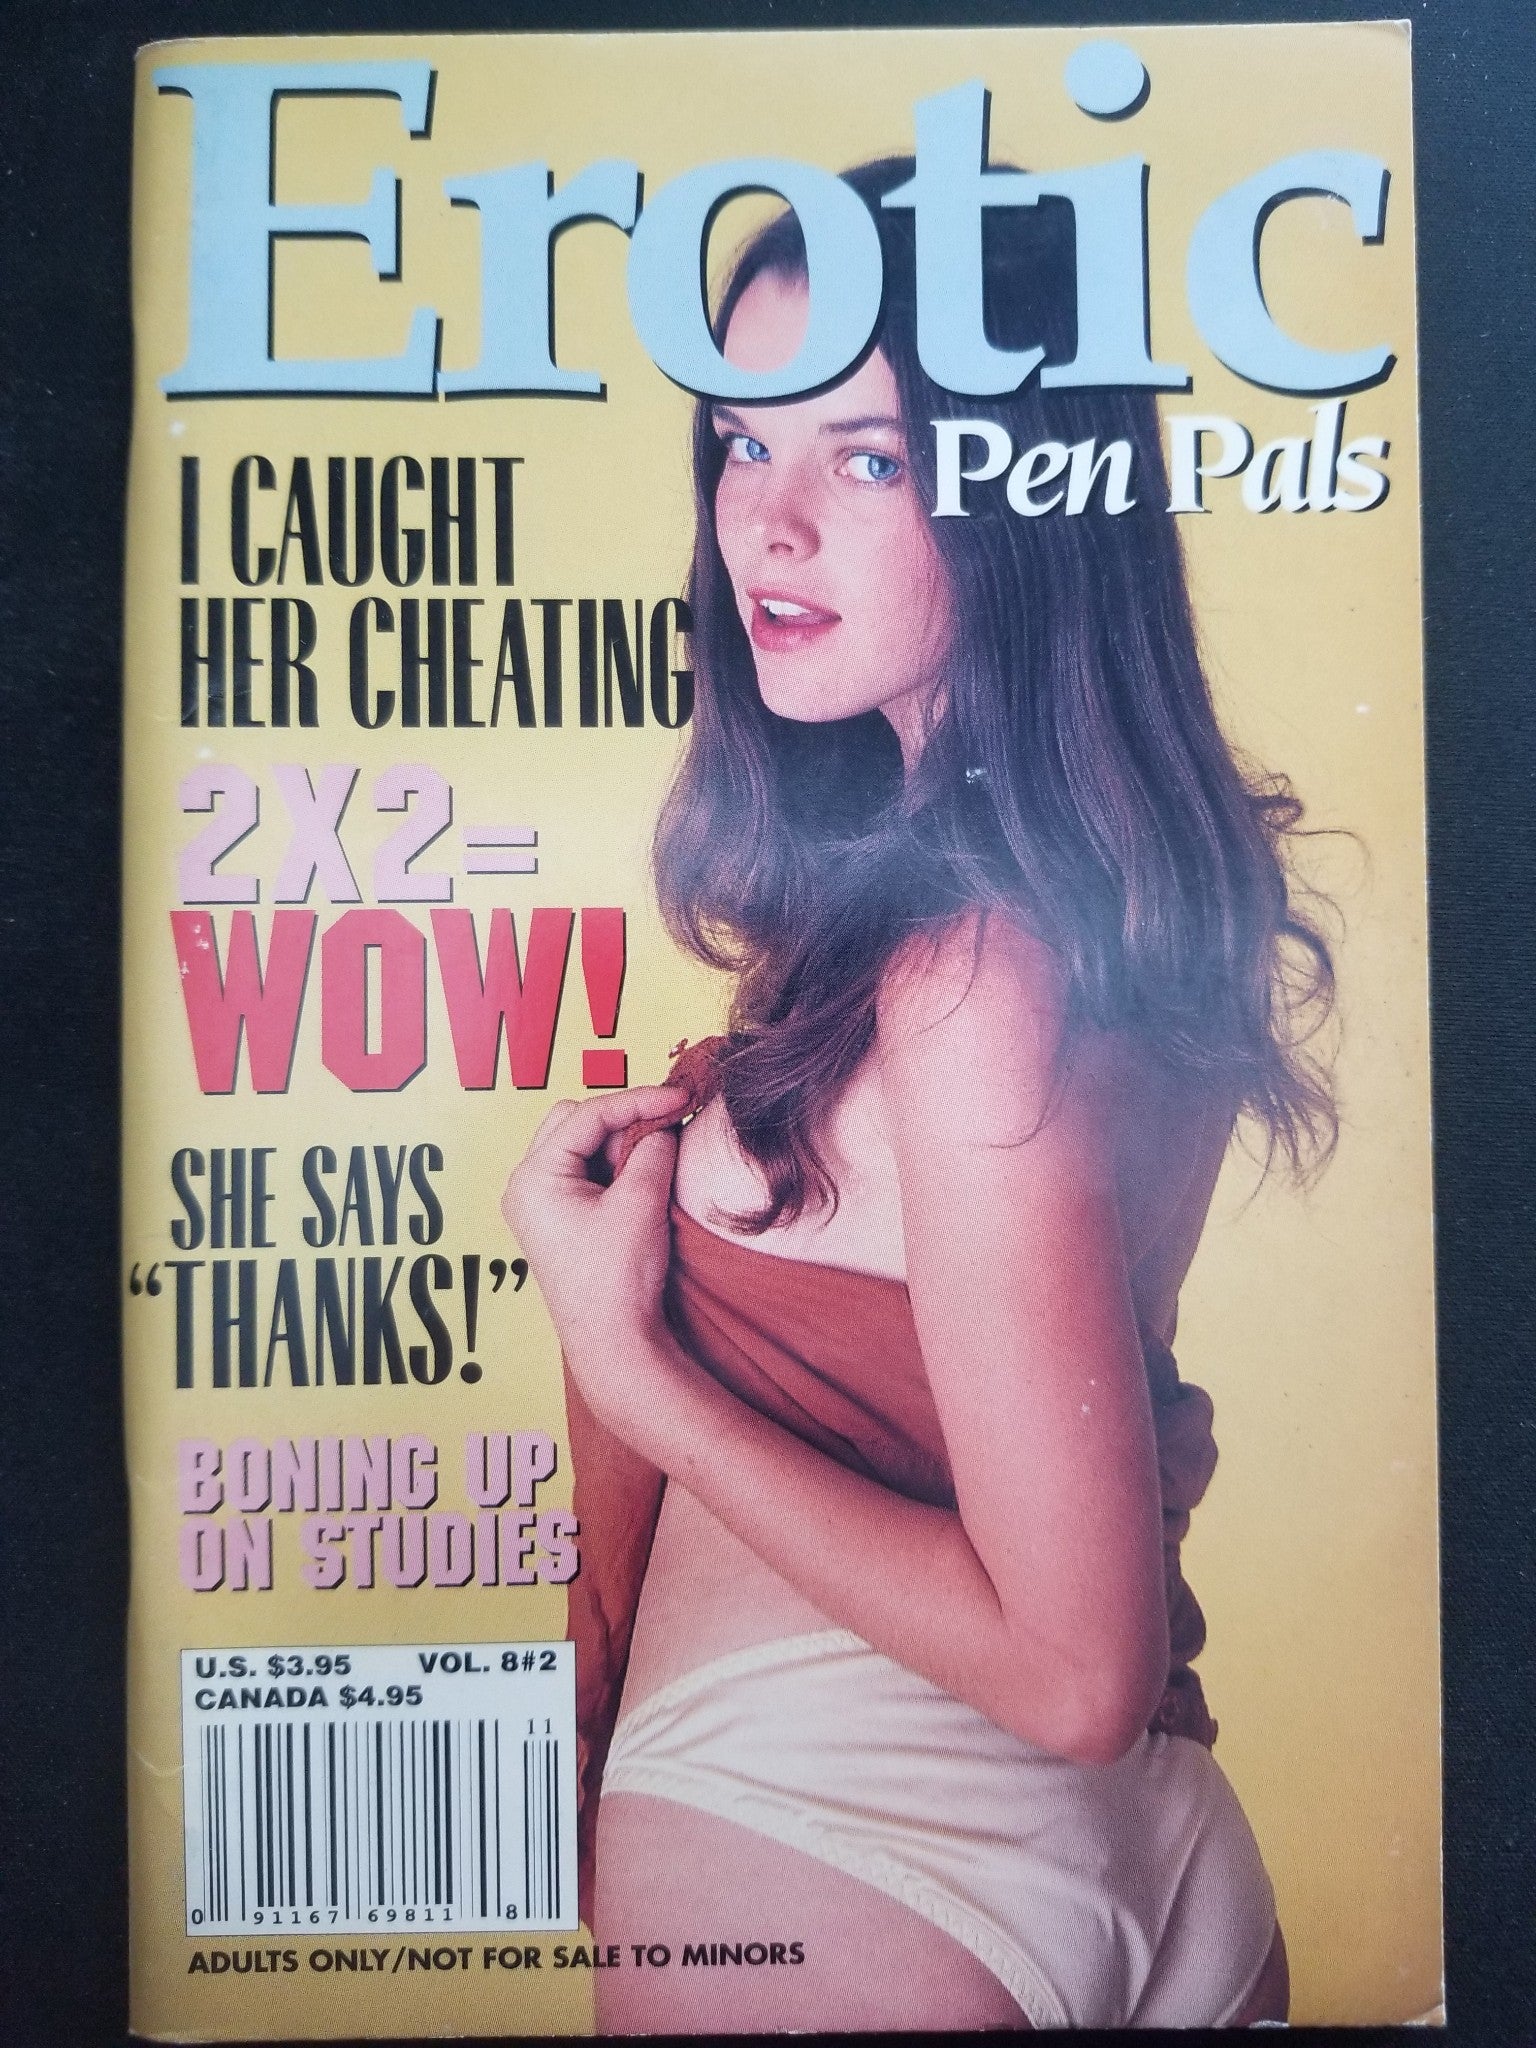 Erotic
Pen Pals
I CAUGHT
HER CHEATING
2X2=
WOW!
SHE SAYS
“THANKS!”
BONING UP
ON STUDIES
U.S. $3.95 VOL. 8#2
CANADA $4.95
11
0 91167 69811 8
ADULTS ONLY/NOT FOR SALE TO MINORS